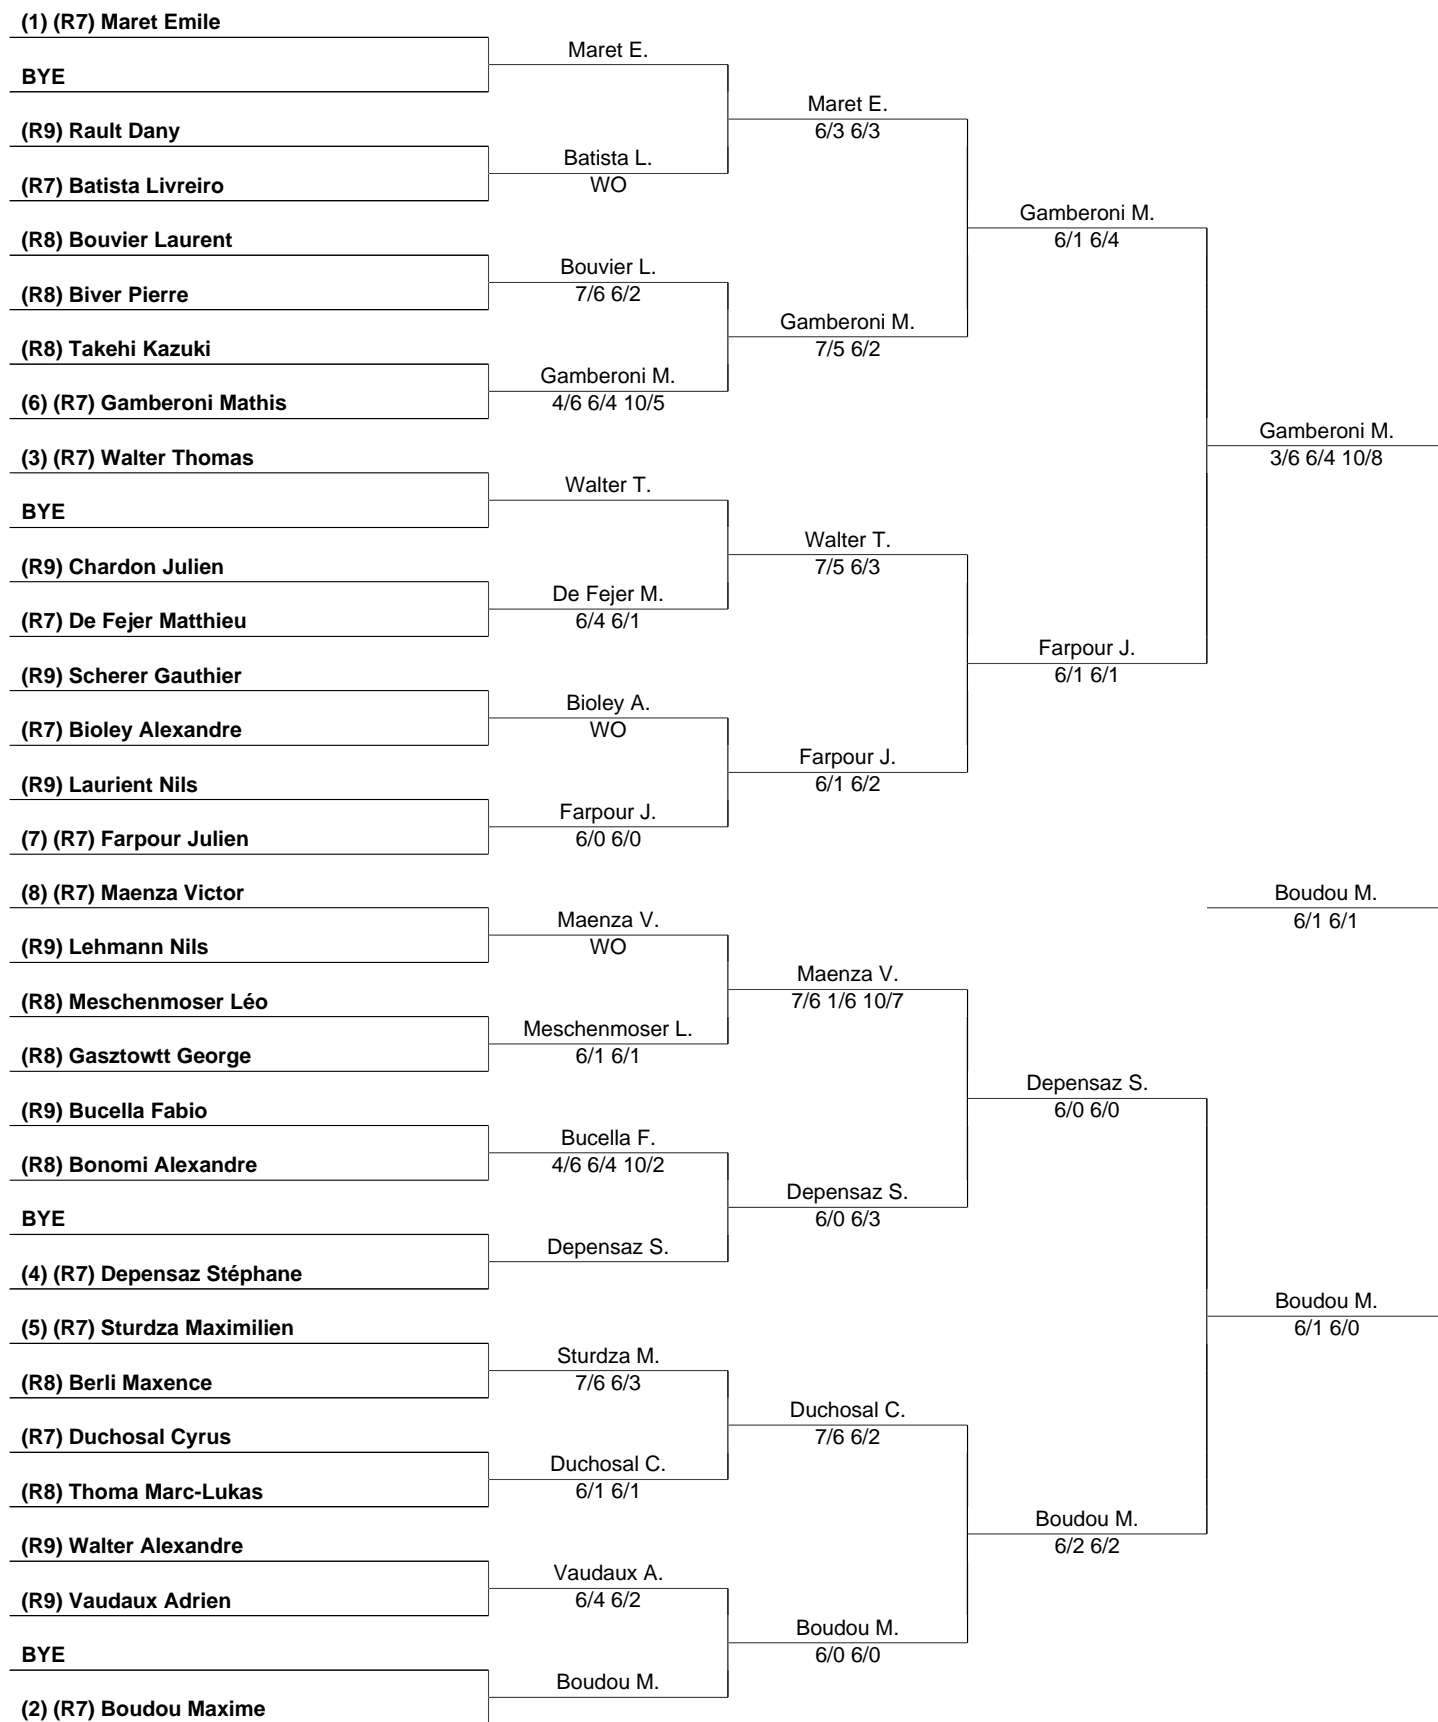 (1) (R7) Maret Emile
Maret E.
BYE
Maret E.
6/3 6/3
(R9) Rault Dany
Batista L.
WO
(R7) Batista Livreiro
Gamberoni M.
6/1 6/4
(R8) Bouvier Laurent
Bouvier L.
7/6 6/2
(R8) Biver Pierre
Gamberoni M.
7/5 6/2
(R8) Takehi Kazuki
Gamberoni M.
4/6 6/4 10/5
(6) (R7) Gamberoni Mathis
Gamberoni M.
3/6 6/4 10/8
(3) (R7) Walter Thomas
Walter T.
BYE
Walter T.
7/5 6/3
(R9) Chardon Julien
De Fejer M.
6/4 6/1
(R7) De Fejer Matthieu
Farpour J.
6/1 6/1
(R9) Scherer Gauthier
Bioley A.
WO
(R7) Bioley Alexandre
Farpour J.
6/1 6/2
(R9) Laurient Nils
Farpour J.
6/0 6/0
(7) (R7) Farpour Julien
(8) (R7) Maenza Victor
Boudou M.
6/1 6/1
Maenza V.
WO
(R9) Lehmann Nils
Maenza V.
7/6 1/6 10/7
(R8) Meschenmoser Léo
Meschenmoser L.
6/1 6/1
(R8) Gasztowtt George
Depensaz S.
6/0 6/0
(R9) Bucella Fabio
Bucella F.
4/6 6/4 10/2
(R8) Bonomi Alexandre
Depensaz S.
6/0 6/3
BYE
Depensaz S.
(4) (R7) Depensaz Stéphane
Boudou M.
6/1 6/0
(5) (R7) Sturdza Maximilien
Sturdza M.
7/6 6/3
(R8) Berli Maxence
Duchosal C.
7/6 6/2
(R7) Duchosal Cyrus
Duchosal C.
6/1 6/1
(R8) Thoma Marc-Lukas
Boudou M.
6/2 6/2
(R9) Walter Alexandre
Vaudaux A.
6/4 6/2
(R9) Vaudaux Adrien
Boudou M.
6/0 6/0
BYE
Boudou M.
(2) (R7) Boudou Maxime